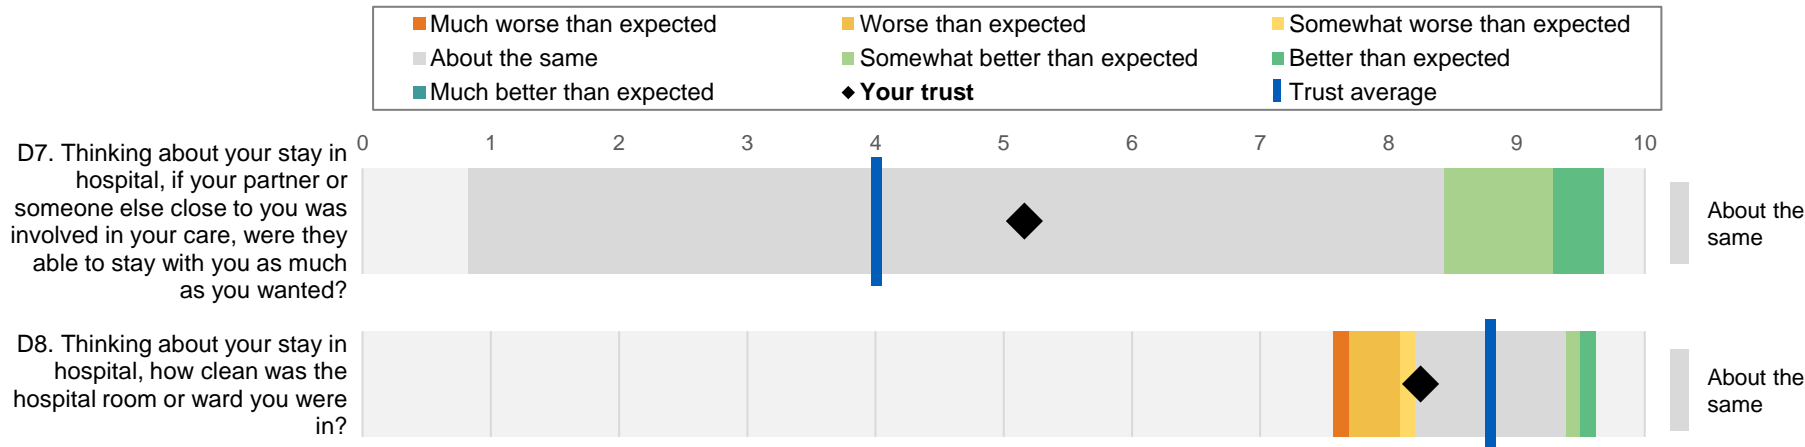 Much worse than expected
Worse than expected
Somewhat worse than expected
About the same
Somewhat better than expected
Better than expected
Much better than expected
Your trust
Trust average
0 1 2 3 4 5 6 7 8 9 10
D7. Thinking about your stay in
hospital, if your partner or
someone else close to you was
involved in your care, were they
able to stay with you as much
as you wanted?
About the
same
D8. Thinking about your stay in
hospital, how clean was the
hospital room or ward you were
in?
About the
same